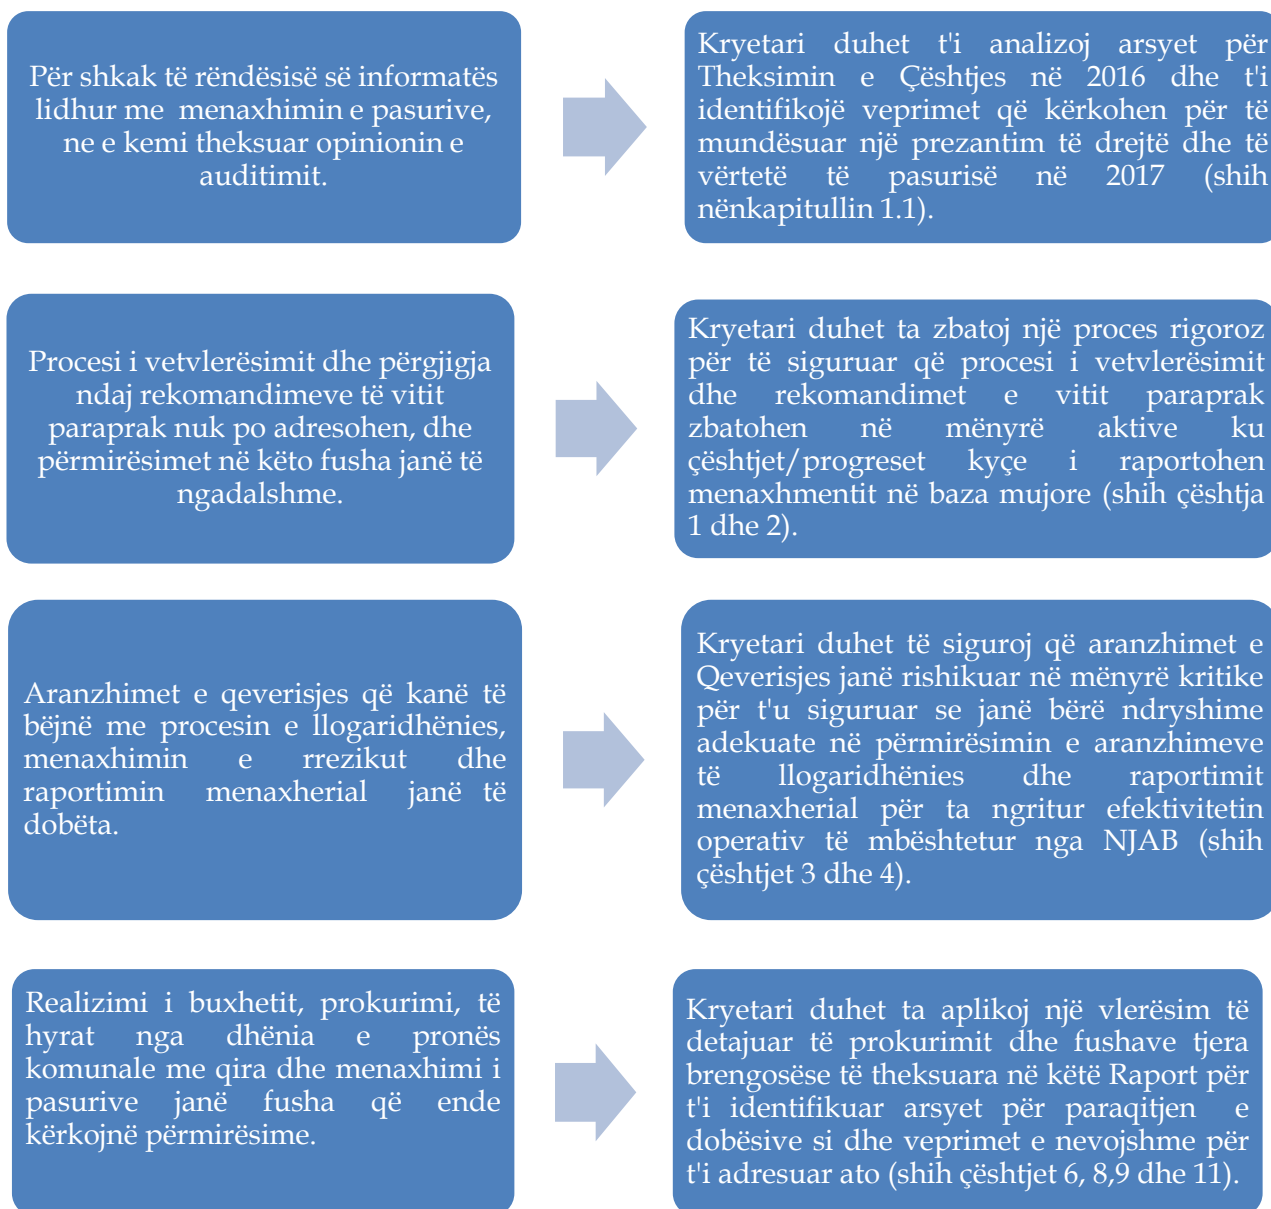 Për shkak të rëndësisë së informatës
lidhur me menaxhimin e pasurive,
ne e kemi theksuar opinionin e
auditimit.
Kryetari duhet t'i analizoj arsyet për
Theksimin e Çështjes në 2016 dhe t'i
identifikojë veprimet që kërkohen për të
mundësuar një prezantim të drejtë dhe të
vërtetë të pasurisë në 2017 (shih
nënkapitullin 1.1).
Procesi i vetvlerësimit dhe përgjigja
ndaj rekomandimeve të vitit
paraprak nuk po adresohen, dhe
përmirësimet në këto fusha janë të
ngadalshme.
Kryetari duhet ta zbatoj një proces rigoroz
për të siguruar që procesi i vetvlerësimit
dhe rekomandimet e vitit paraprak
zbatohen në mënyrë aktive ku
çështjet/progreset kyçe i raportohen
menaxhmentit në baza mujore (shih çështja
1 dhe 2).
Aranzhimet e qeverisjes që kanë të
bëjnë me procesin e llogaridhënies,
menaxhimin e rrezikut dhe
raportimin menaxherial janë të
dobëta.
Kryetari duhet të siguroj që aranzhimet e
Qeverisjes janë rishikuar në mënyrë kritike
për t'u siguruar se janë bërë ndryshime
adekuate në përmirësimin e aranzhimeve
të llogaridhënies dhe raportimit
menaxherial për ta ngritur efektivitetin
operativ të mbështetur nga NJAB (shih
çështjet 3 dhe 4).
Realizimi i buxhetit, prokurimi, të
hyrat nga dhënia e pronës
komunale me qira dhe menaxhimi i
pasurive janë fusha që ende
kërkojnë përmirësime.
Kryetari duhet ta aplikoj një vlerësim të
detajuar të prokurimit dhe fushave tjera
brengosëse të theksuara në këtë Raport për
t'i identifikuar arsyet për paraqitjen e
dobësive si dhe veprimet e nevojshme për
t'i adresuar ato (shih çështjet 6, 8,9 dhe 11).